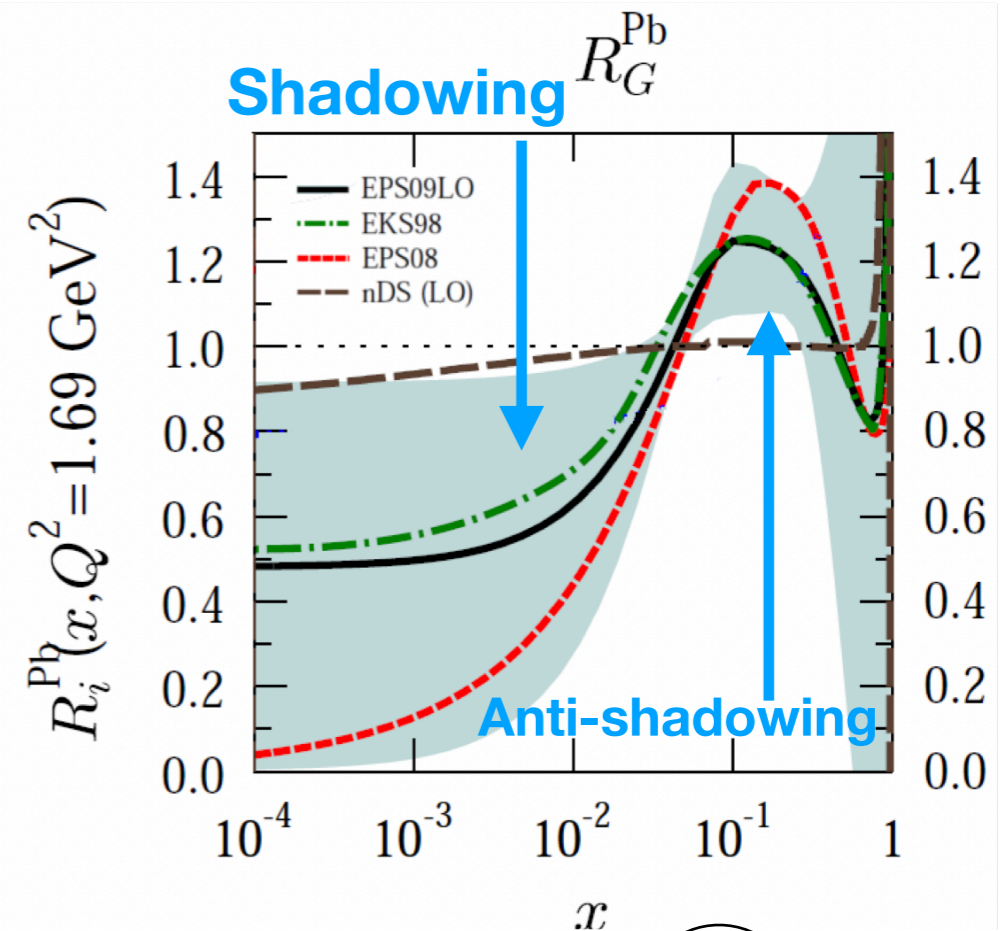 R_G^Pb
Shadowing
EPS09LO
EKS98
EPS08
nDS (LO)
R_i^Pb (x,Q^2=1.69 GeV^2)
1.4
1.2
1.0
0.8
0.6
0.4
0.2
0.0
1.4
1.2
1.0
0.8
0.6
0.4
0.2
0.0
Anti-shadowing
10^-4 10^-3 10^-2 10^-1 1
x